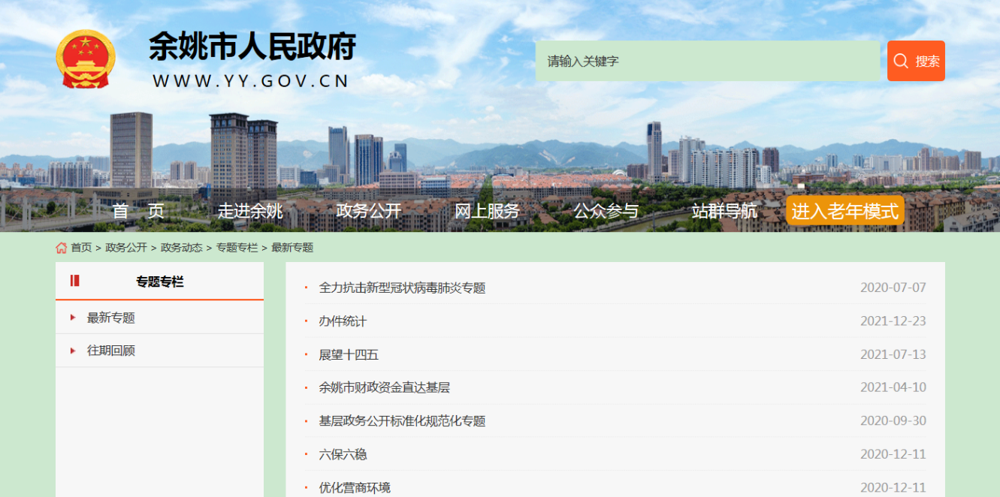 余姚市人民政府
WWW.YY.GOV.CN
请输入关键字
搜索
首 页 走进余姚 政务公开 网上服务 公众参与 站群导航 进入老年模式
首页 > 政务公开 > 政务动态 > 专题专栏 > 最新专题
专题专栏
最新专题
往期回顾
全力抗击新型冠状病毒肺炎专题 2020-07-07
办件统计 2021-12-23
展望十四五 2021-07-13
余姚市财政资金直达基层 2021-04-10
基层政务公开标准化规范化专题 2020-09-30
六保六稳 2020-12-11
优化营商环境 2020-12-11